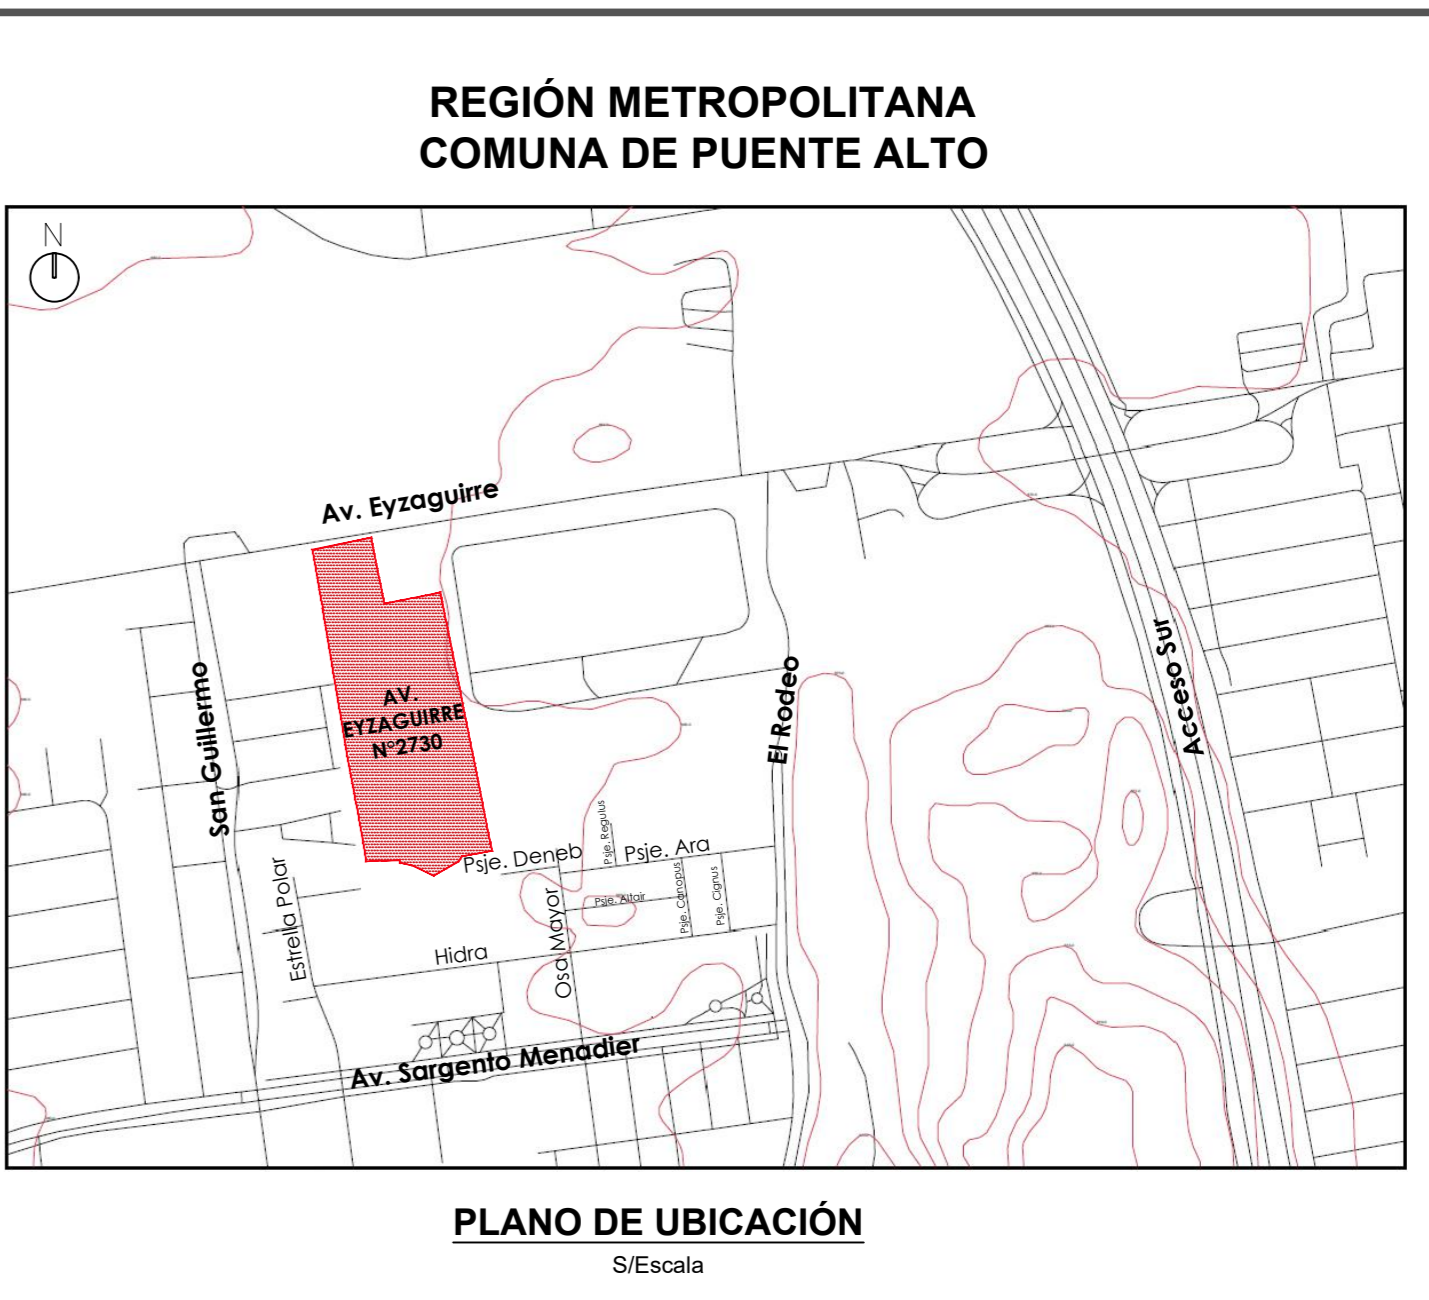 REGIÓN METROPOLITANA
COMUNA DE PUENTE ALTO
N
Av. Eyzaguirre
San Guillermo
AV.
EYZAGUIRRE
N°2730
El Rodeo
Acceso Sur
Psje. Deneb
Psje. Regulus
Psje. Ara
Estrella Polar
Osa Mayor
Psje. Altair
Psje. Canopus
Psje. Cignus
Hidra
Av. Sargento Menadier
PLANO DE UBICACIÓN
S/Escala